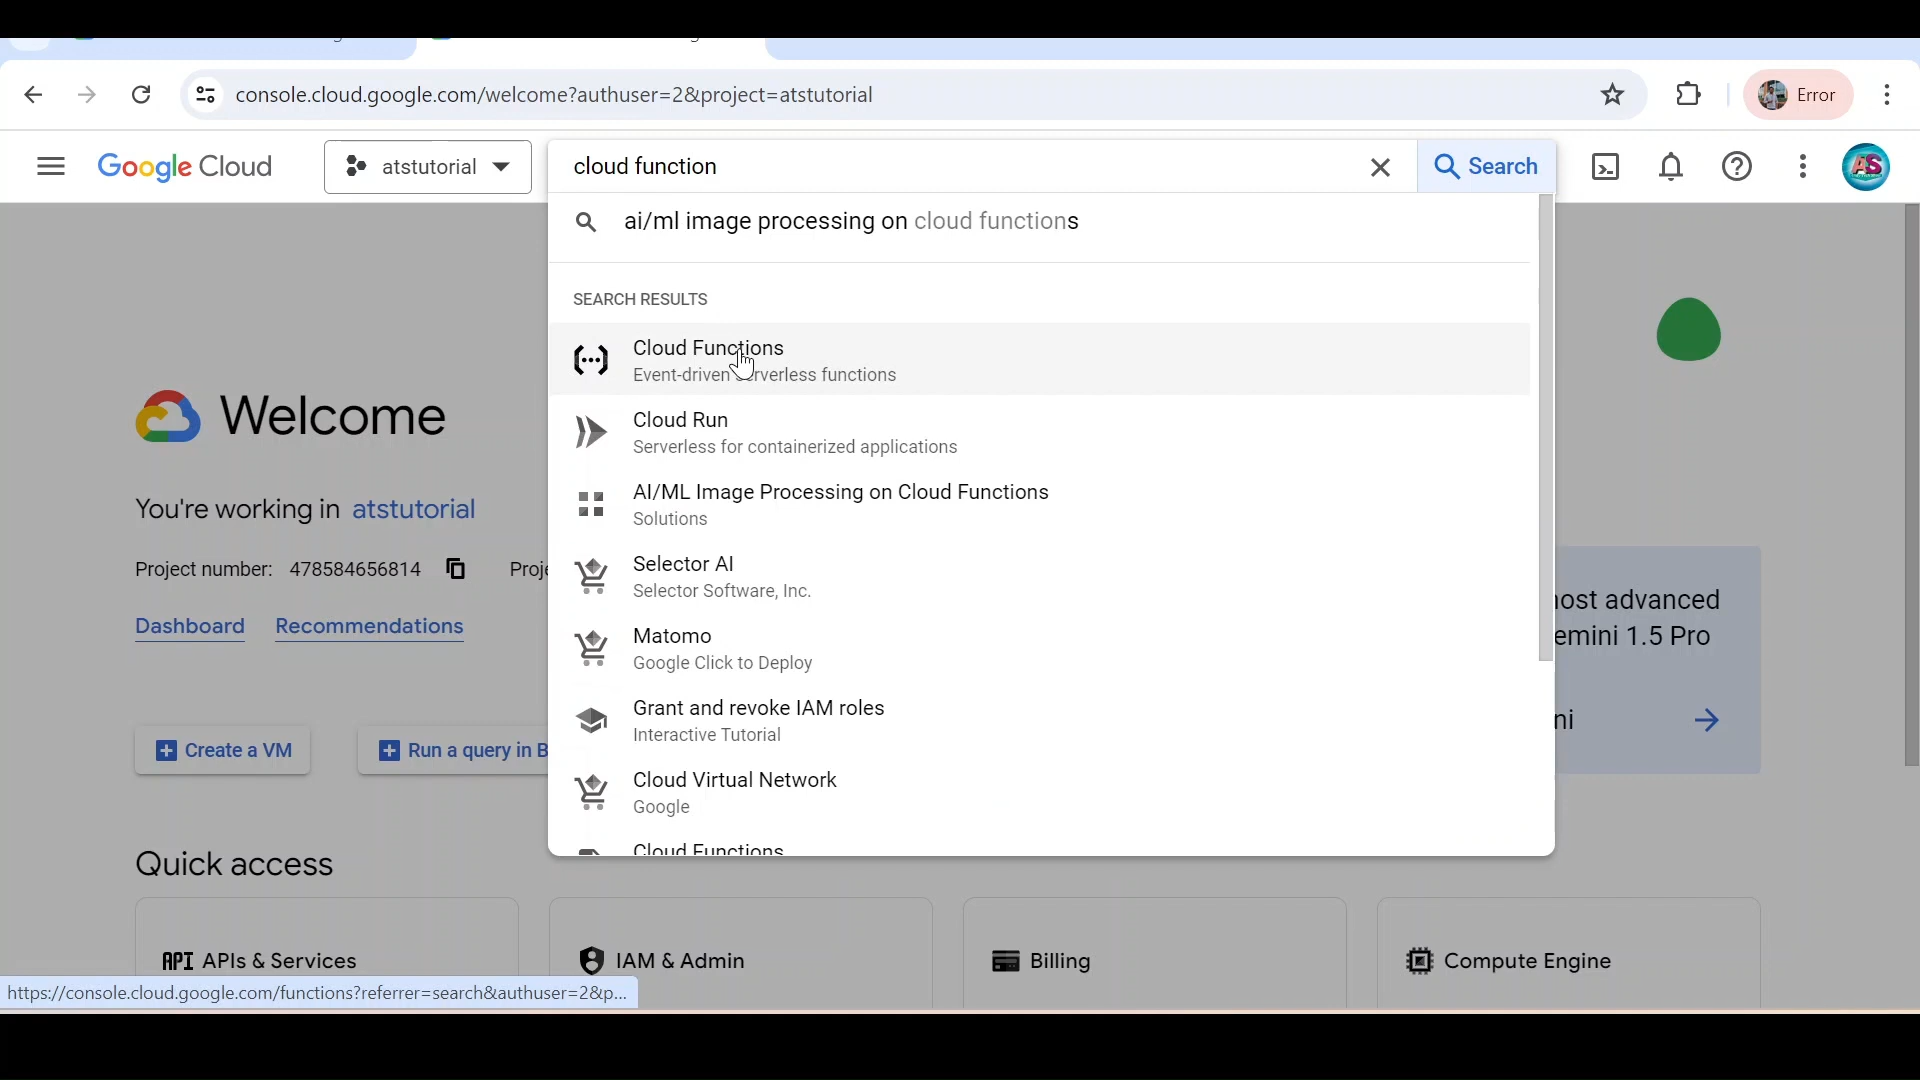 console.cloud.google.com/welcome?authuser=2&project=atstutorial
Error
Google Cloud
atstutorial
cloud function
Search
AS
ai/ml image processing on cloud functions
SEARCH RESULTS
Cloud Functions
Event-driven serverless functions
Cloud Run
Serverless for containerized applications
AI/ML Image Processing on Cloud Functions
Solutions
Selector AI
Selector Software, Inc.
Matomo
Google Click to Deploy
Grant and revoke IAM roles
Interactive Tutorial
Cloud Virtual Network
Google
Cloud Functions
Welcome
You're working in atstutorial
Project number: 478584656814
Dashboard
Recommendations
advanced
1.5 Pro
Create a VM
Run a query in
Quick access
API APIs & Services
IAM & Admin
Billing
Compute Engine
https://console.cloud.google.com/functions?referrer=search&authuser=2&p...